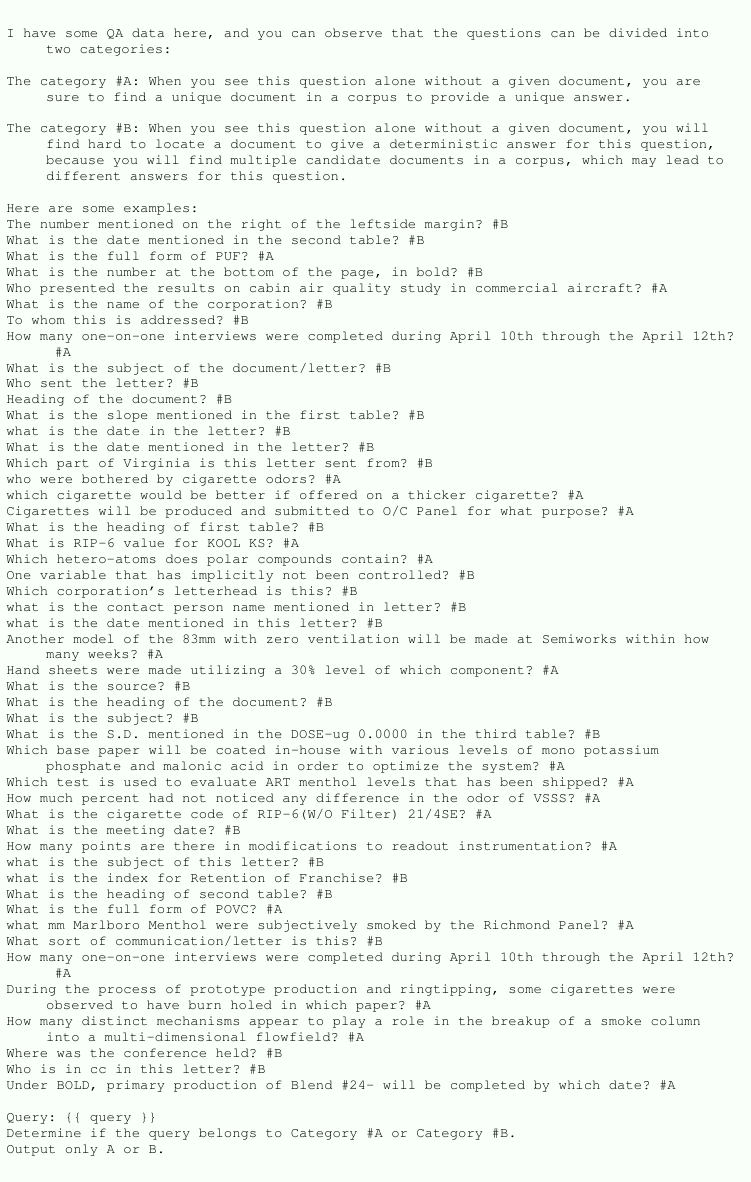 I have some QA data here, and you can observe that the questions can be divided into
two categories:
The category #A: When you see this question alone without a given document, you are
sure to find a unique document in a corpus to provide a unique answer.
The category #B: When you see this question alone without a given document, you will
find hard to locate a document to give a deterministic answer for this question,
because you will find multiple candidate documents in a corpus, which may lead to
different answers for this question.
Here are some examples:
The number mentioned on the right of the leftside margin? #B
What is the date mentioned in the second table? #B
What is the full form of PUF? #A
What is the number at the bottom of the page, in bold? #B
Who presented the results on cabin air quality study in commercial aircraft? #A
What is the name of the corporation? #B
To whom this is addressed? #B
How many one-on-one interviews were completed during April 10th through the April 12th?
#A
What is the subject of the document/letter? #B
Who sent the letter? #B
Heading of the document? #B
What is the slope mentioned in the first table? #B
what is the date in the letter? #B
What is the date mentioned in the letter? #B
Which part of Virginia is this letter sent from? #B
who were bothered by cigarette odors? #A
which cigarette would be better if offered on a thicker cigarette? #A
Cigarettes will be produced and submitted to O/C Panel for what purpose? #A
What is the heading of first table? #B
What is RIP-6 value for KOOL KS? #A
Which hetero-atoms does polar compounds contain? #A
One variable that has implicitly not been controlled? #B
Which corporation's letterhead is this? #B
what is the contact person name mentioned in letter? #B
what is the date mentioned in this letter? #B
Another model of the 83mm with zero ventilation will be made at Semiworks within how
many weeks? #A
Hand sheets were made utilizing a 30% level of which component? #A
What is the source? #B
What is the heading of the document? #B
What is the subject? #B
What is the S.D. mentioned in the DOSE-ug 0.0000 in the third table? #B
Which base paper will be coated in-house with various levels of mono potassium
phosphate and malonic acid in order to optimize the system? #A
Which test is used to evaluate ART menthol levels that has been shipped? #A
How much percent had not noticed any difference in the odor of VSSS? #A
What is the cigarette code of RIP-6(W/O Filter) 21/4SE? #A
What is the meeting date? #B
How many points are there in modifications to readout instrumentation? #A
what is the subject of this letter? #B
what is the index for Retention of Franchise? #B
What is the heading of second table? #B
What is the full form of POVC? #A
what mm Marlboro Menthol were subjectively smoked by the Richmond Panel? #A
What sort of communication/letter is this? #B
How many one-on-one interviews were completed during April 10th through the April 12th?
#A
During the process of prototype production and ringtipping, some cigarettes were
observed to have burn holed in which paper? #A
How many distinct mechanisms appear to play a role in the breakup of a smoke column
into a multi-dimensional flowfield? #A
Where was the conference held? #B
Who is in cc in this letter? #B
Under BOLD, primary production of Blend #24- will be completed by which date? #A
Query: {{ query }}
Determine if the query belongs to Category #A or Category #B.
Output only A or B.